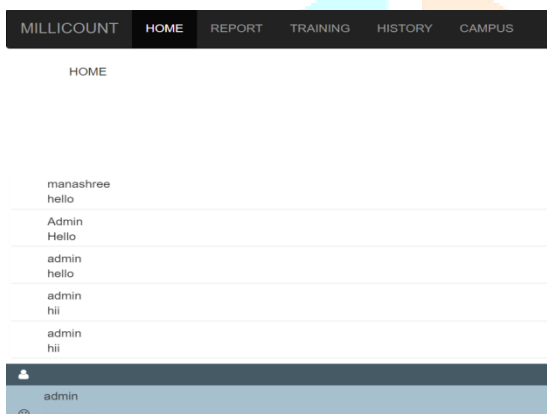 MILLICOUNT HOME REPORT TRAINING HISTORY CAMPUS
HOME
manashree
hello
Admin
Hello
admin
hello
admin
hii
admin
hii
admin